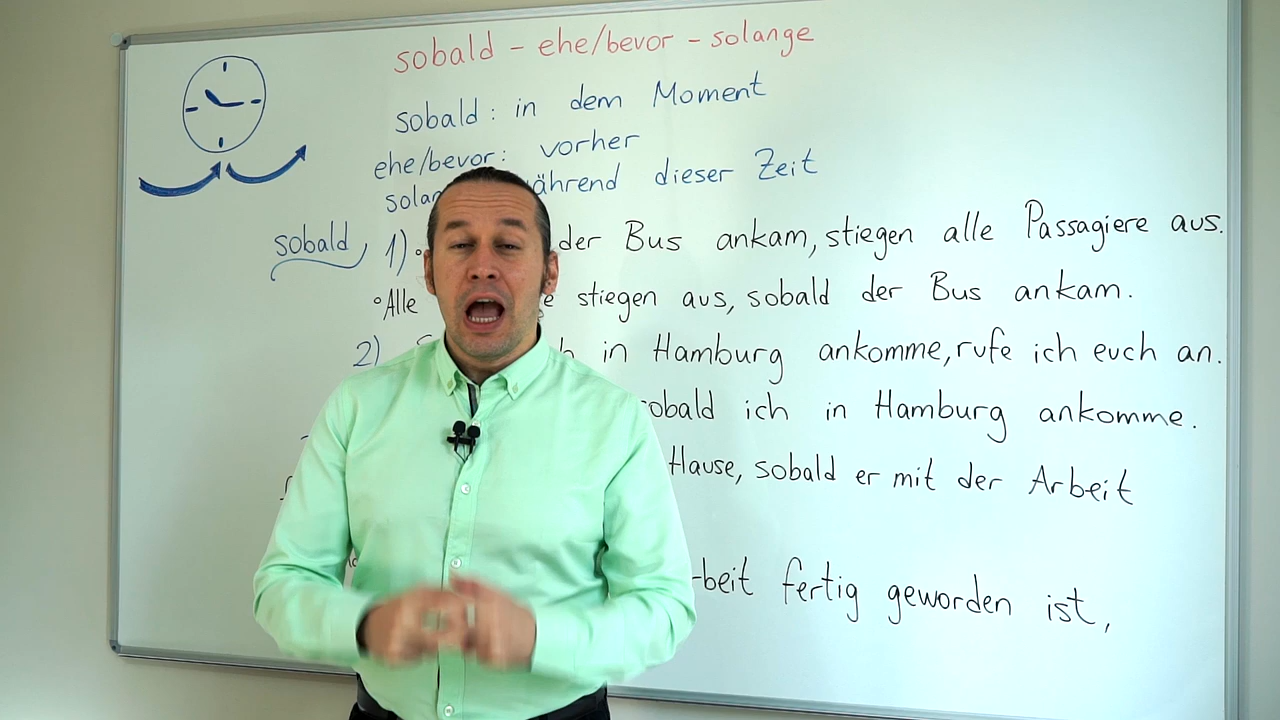 sobald - ehe/bevor - solange
sobald: in dem Moment
ehe/bevor: vorher
dieser Zeit
sobald 1) der Bus ankam, stiegen alle Passagiere aus.
Alle stiegen aus, sobald der Bus ankam.
2) in Hamburg ankomme, rufe ich euch an.
sobald ich in Hamburg ankomme.
Hause, sobald er mit der Arbeit
fertig geworden ist,